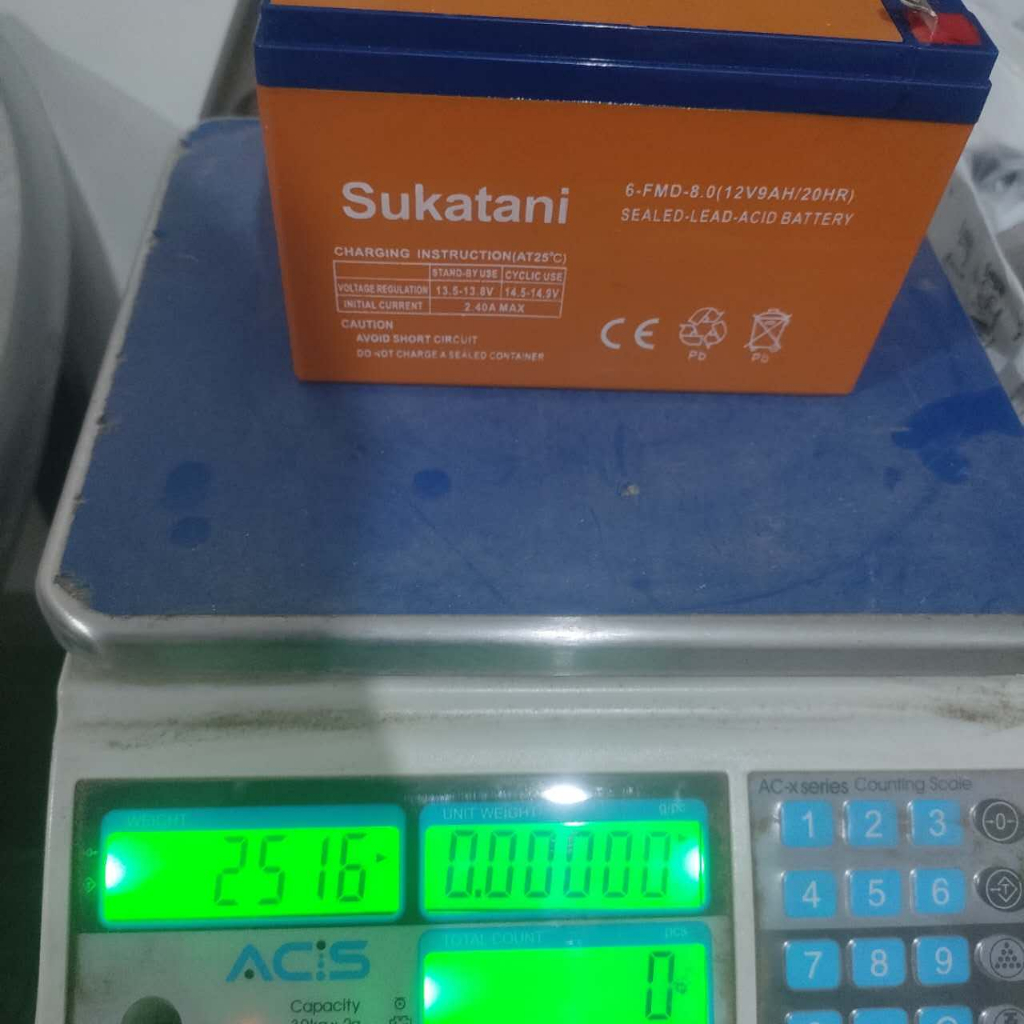 Sukatani
6-FMD-8.0(12V9AH/20HR)
SEALED-LEAD-ACID BATTERY
CHARGING INSTRUCTION(AT25°C)
STAND-BY USE CYCLIC USE
VOLTAGE REGULATION 13.5-13.8V 14.5-14.9V
INITIAL CURRENT 2.40A MAX
CAUTION
AVOID SHORT CIRCUIT
DO NOT CHARGE A SEALED CONTAINER
CE
Pb Pb
AC-x series Counting Scale
WEIGHT
2516
UNIT WEIGHT g/pc
0.00000
1 2 3 -0-
4 5 6 T
ACIS
TOTAL COUNT pcs
0
7 8 9
Capacity